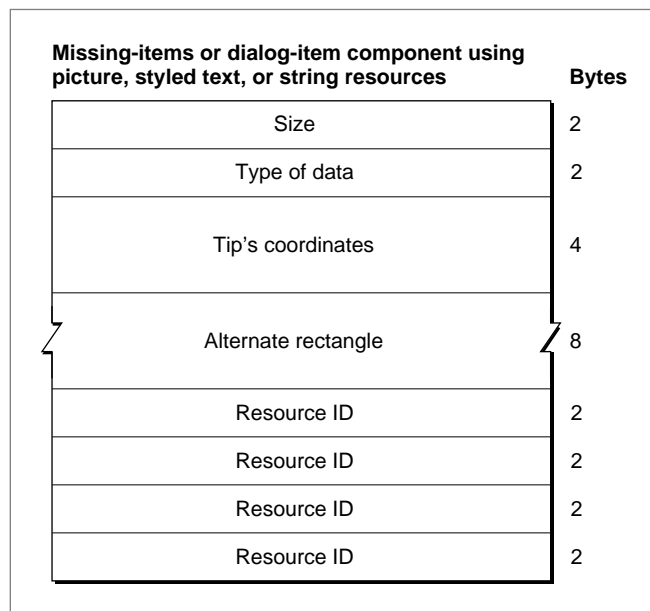 Missing-items or dialog-item component using
picture, styled text, or string resources Bytes
Size 2
Type of data 2
Tip’s coordinates 4
Alternate rectangle 8
Resource ID 2
Resource ID 2
Resource ID 2
Resource ID 2